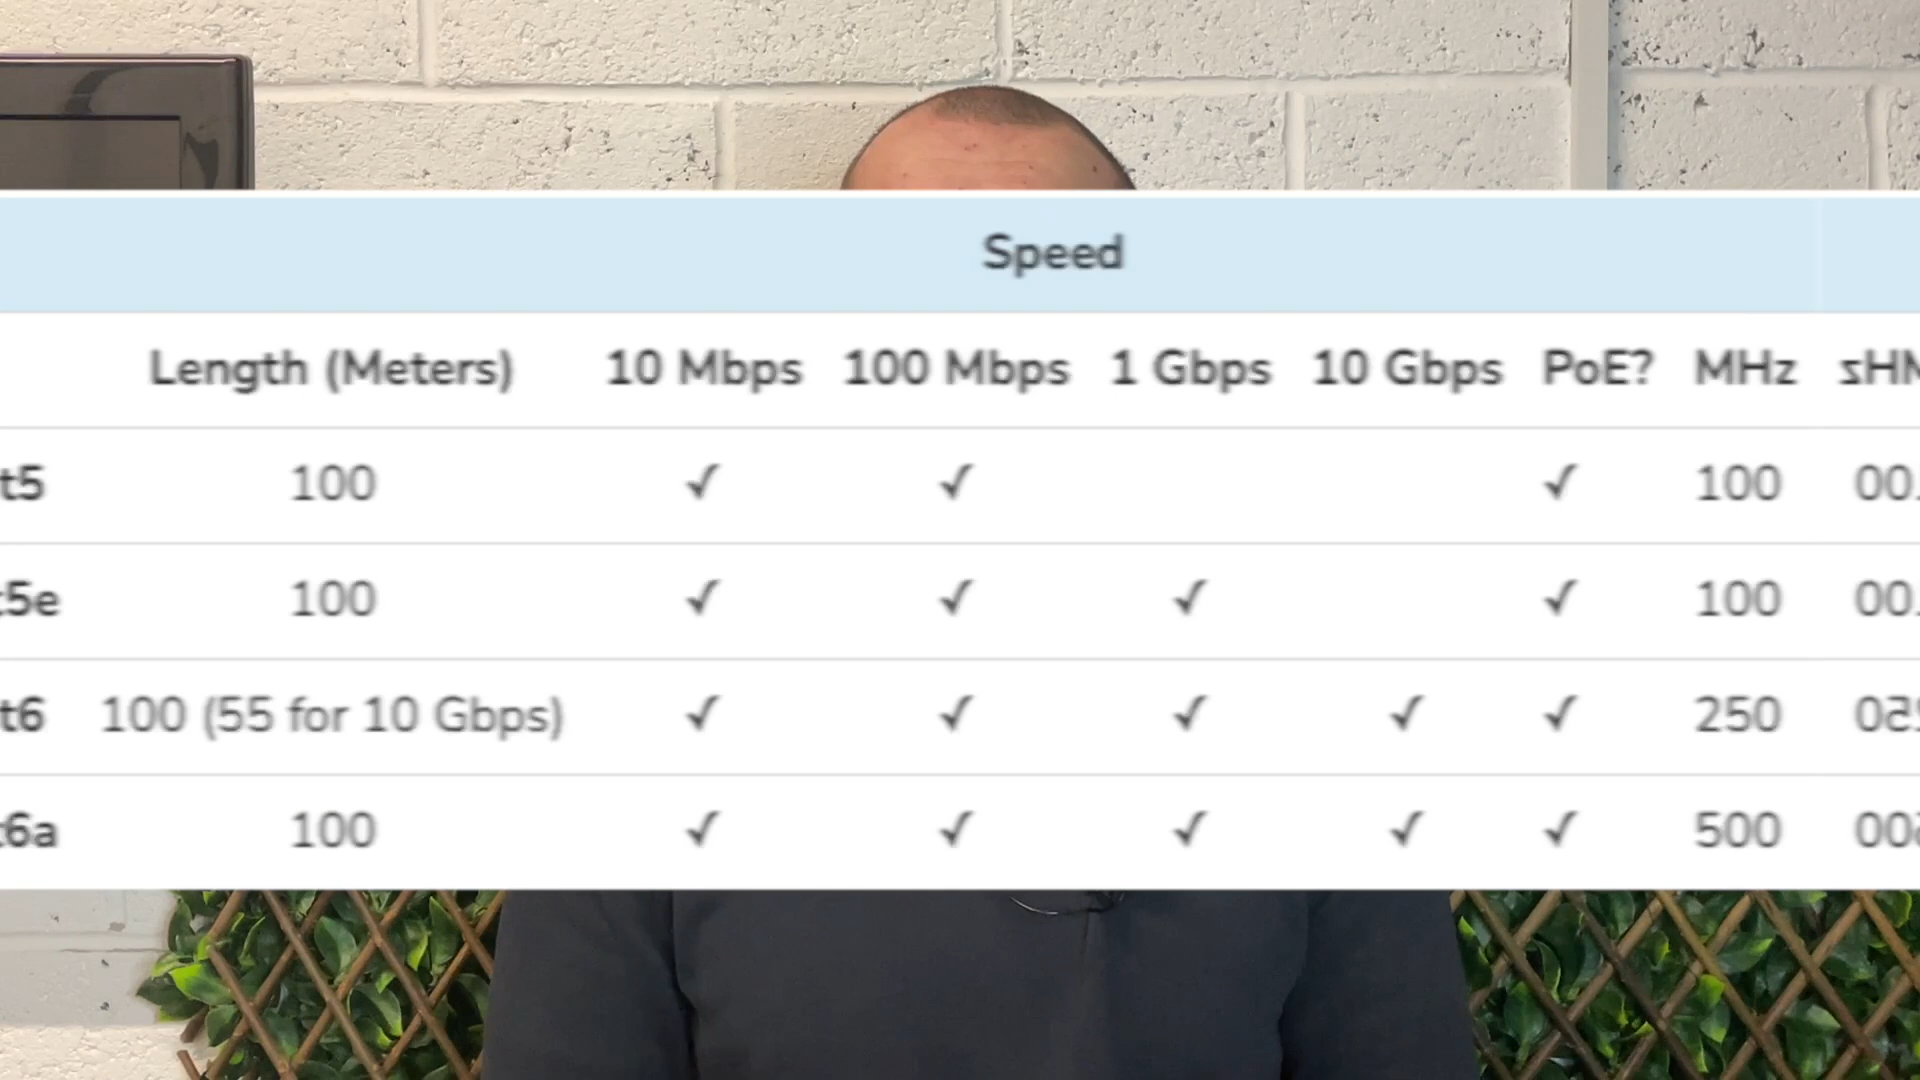 Speed
Length (Meters) 10 Mbps 100 Mbps 1 Gbps 10 Gbps PoE? MHz
t5 100 ✓ ✓ ✓ 100
5e 100 ✓ ✓ ✓ ✓ 100
t6 100 (55 for 10 Gbps) ✓ ✓ ✓ ✓ ✓ 250
6a 100 ✓ ✓ ✓ ✓ ✓ 500